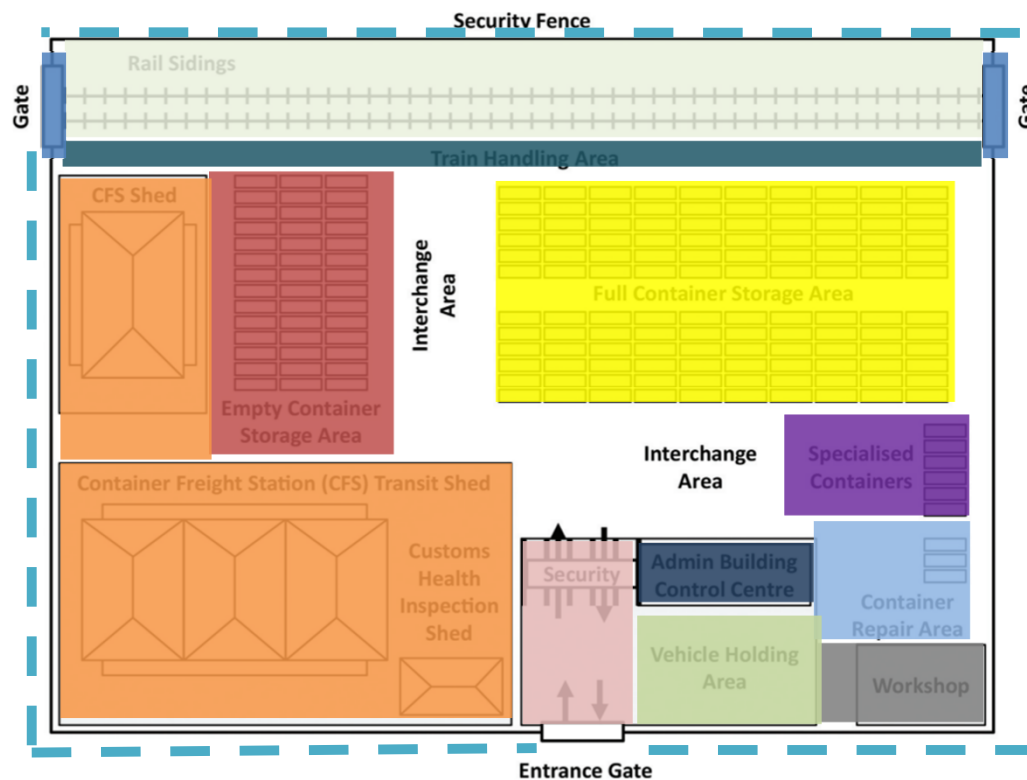 Security Fence
Rail Sidings
Gate
Gate
Train Handling Area
CFS Shed
Interchange
Area
Full Container Storage Area
Empty Container
Storage Area
Interchange
Area
Specialised
Containers
Container Freight Station (CFS) Transit Shed
Customs
Health
Inspection
Shed
Security
Admin Building
Control Centre
Container
Repair Area
Vehicle Holding
Area
Workshop
Entrance Gate